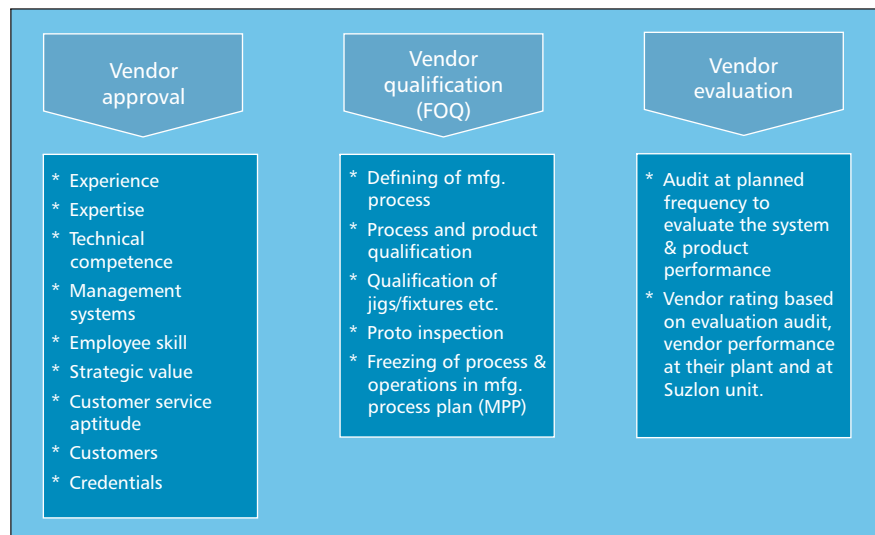 Vendor
approval
* Experience
* Expertise
* Technical
competence
* Management
systems
* Employee skill
* Strategic value
* Customer service
aptitude
* Customers
* Credentials
Vendor
qualification
(FOQ)
* Defining of mfg.
process
* Process and product
qualification
* Qualification of
jigs/fixtures etc.
* Proto inspection
* Freezing of process &
operations in mfg.
process plan (MPP)
Vendor
evaluation
* Audit at planned
frequency to
evaluate the system
& product
performance
* Vendor rating based
on evaluation audit,
vendor performance
at their plant and at
Suzlon unit.